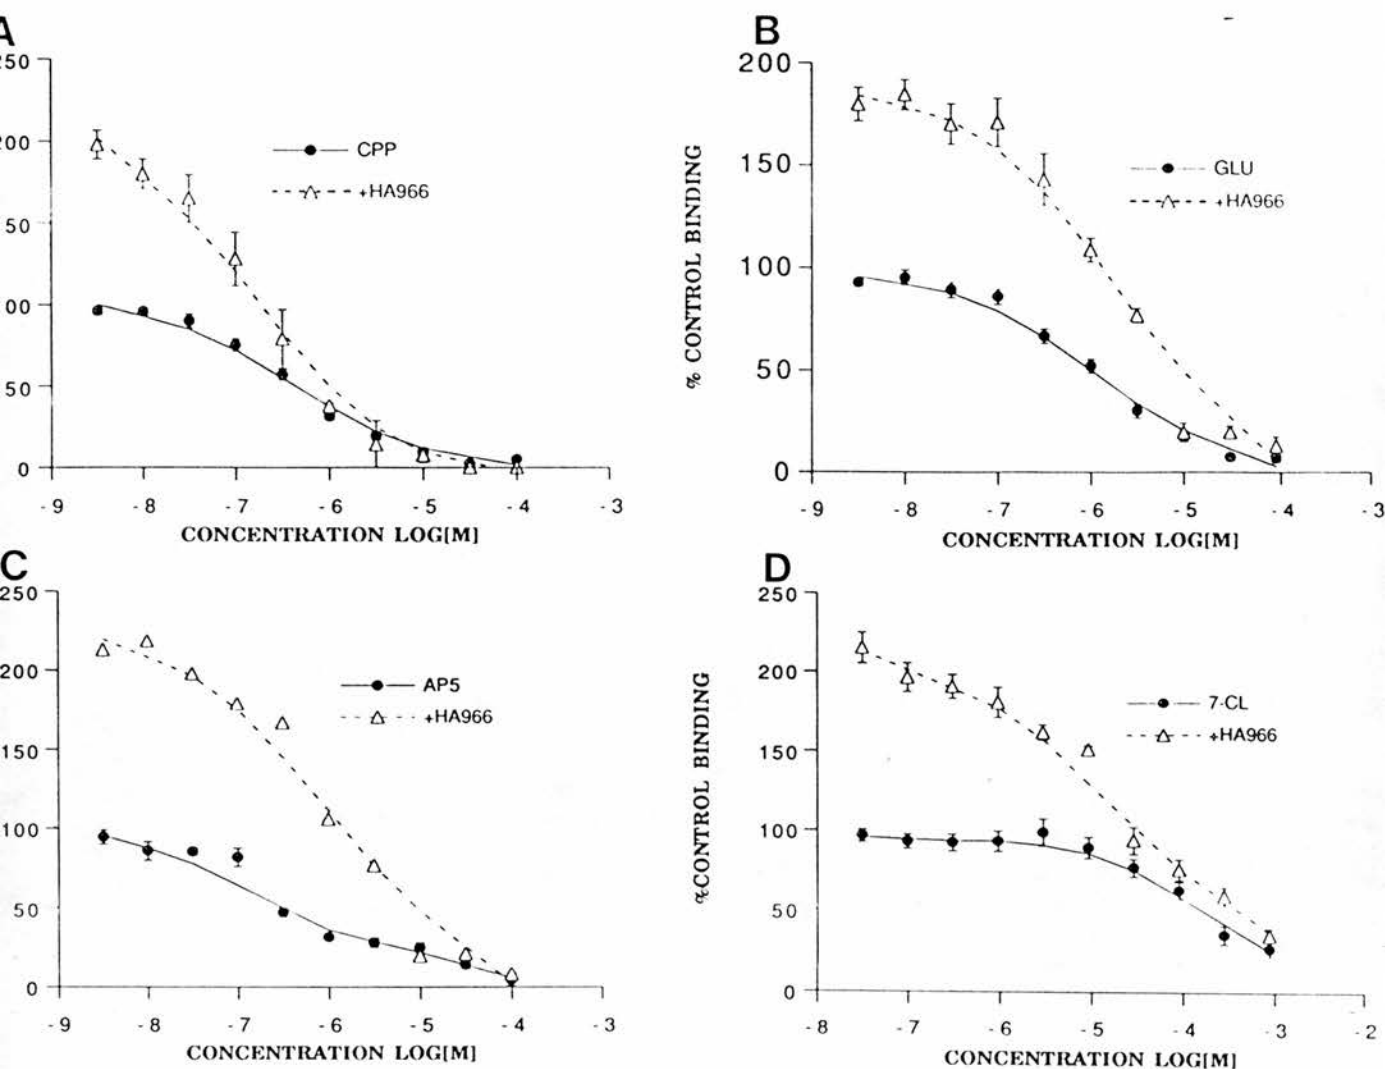 A
250
200
50
00
50
0
-9 -8 -7 -6 -5 -4 -3
CONCENTRATION LOG[M]
CPP
+HA966
B
200
150
100
50
0
% CONTROL BINDING
-9 -8 -7 -6 -5 -4 -3
CONCENTRATION LOG[M]
GLU
+HA966
C
250
200
150
100
50
0
-9 -8 -7 -6 -5 -4 -3
CONCENTRATION LOG[M]
AP5
+HA966
D
250
200
150
100
50
0
%CONTROL BINDING
-8 -7 -6 -5 -4 -3 -2
CONCENTRATION LOG[M]
7-CL
+HA966